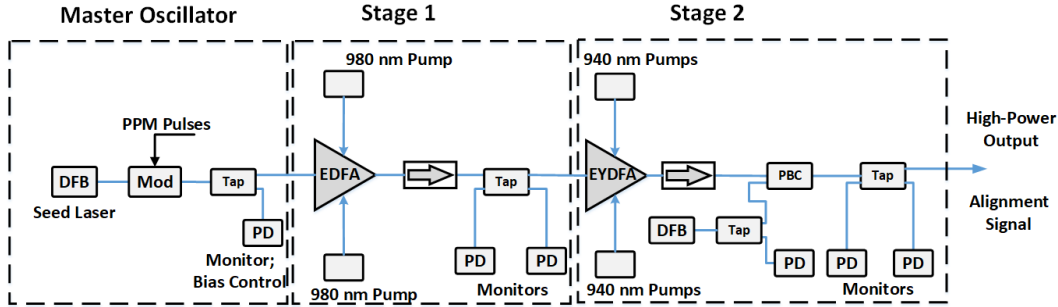 Master Oscillator
Stage 1
Stage 2
980 nm Pump
940 nm Pumps
PPM Pulses
High-Power
Output
DFB
Mod
Tap
EDFA
Tap
EYDFA
PBC
Tap
Seed Laser
PD
Monitor;
Bias Control
PD
PD
Monitors
DFB
Tap
PD
PD
PD
Monitors
Alignment
Signal
980 nm Pump
940 nm Pumps